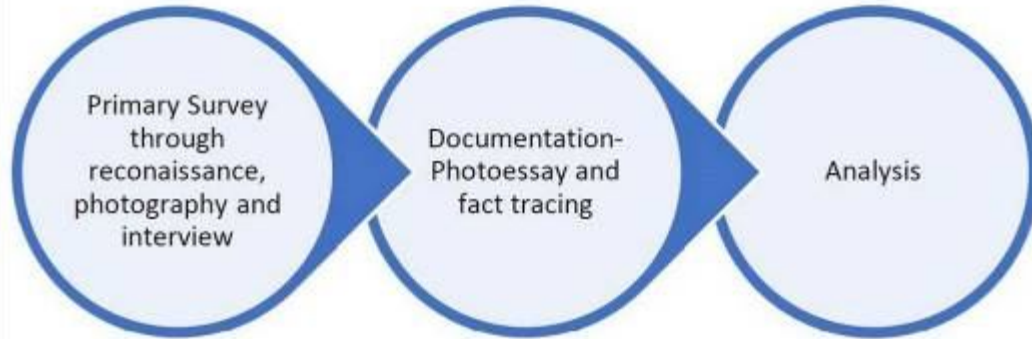 Primary Survey
through
reconaissance,
photography and
interview
Documentation-
Photoessay and
fact tracing
Analysis